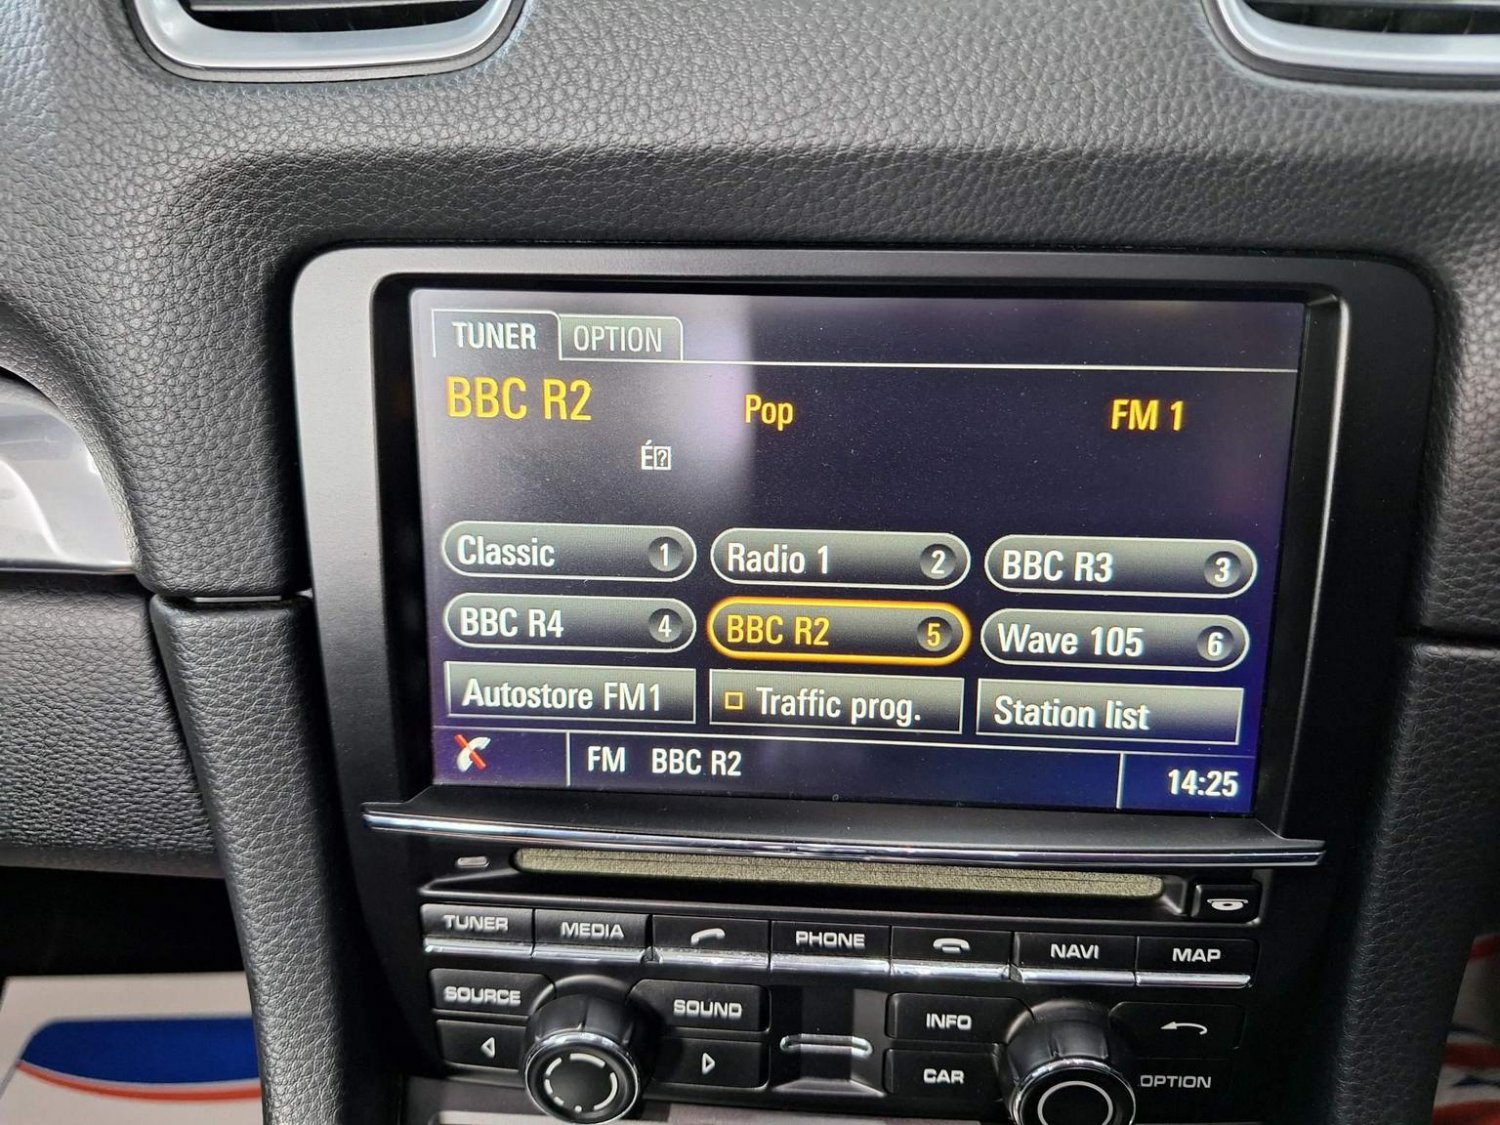 TUNER OPTION
BBC R2 Pop FM 1
É
Classic 1 Radio 1 2 BBC R3 3
BBC R4 4 BBC R2 5 Wave 105 6
Autostore FM1 Traffic prog. Station list
FM BBC R2 14:25
TUNER MEDIA PHONE NAVI MAP
SOURCE SOUND INFO
CAR OPTION